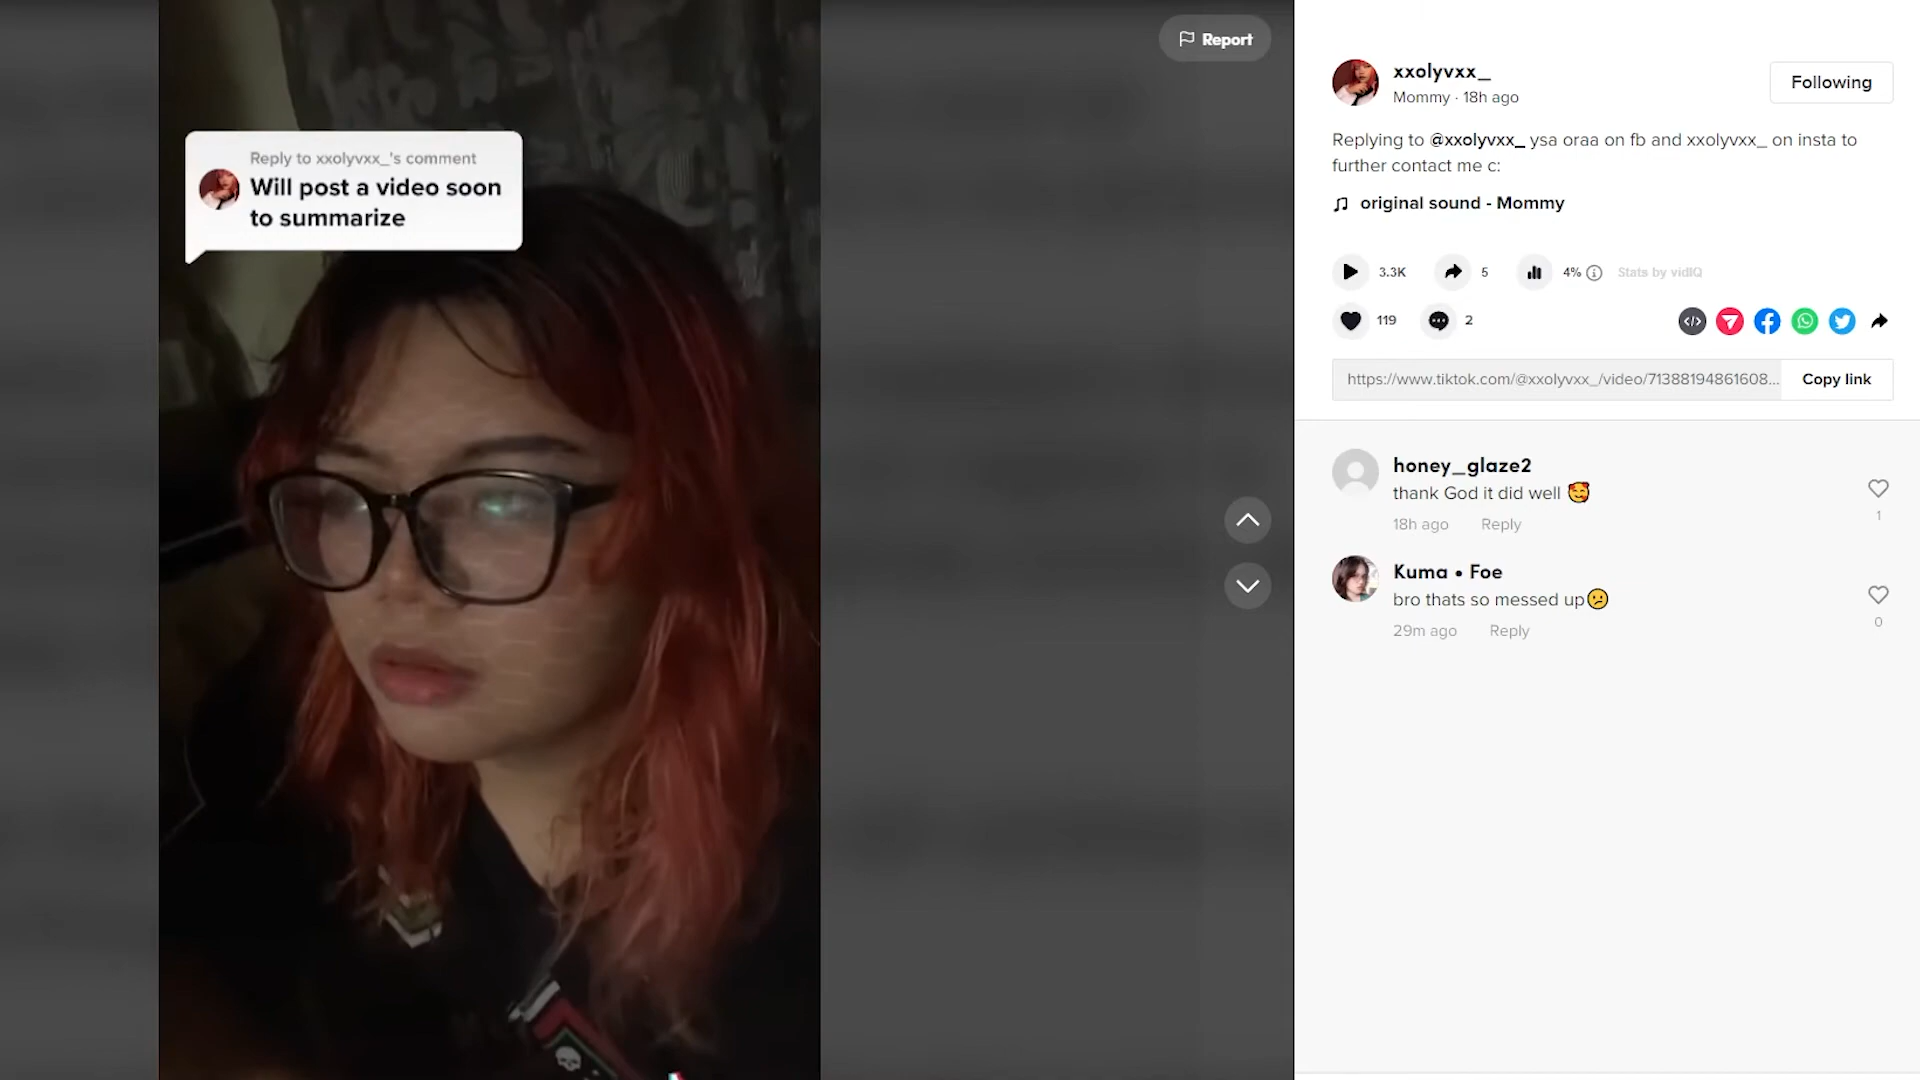 Report
Reply to xxolyvxx_'s comment
Will post a video soon
to summarize
xxolyvxx_
Mommy · 18h ago
Following
Replying to @xxolyvxx_ ysa oraa on fb and xxolyvxx_ on insta to
further contact me c:
original sound - Mommy
3.3K
5
4%
Stats by vidIQ
119
2
https://www.tiktok.com/@xxolyvxx_/video/71388194861608...
Copy link
honey_glaze2
thank God it did well 🥰
18h ago
Reply
1
Kuma • Foe
bro thats so messed up😕
29m ago
Reply
0